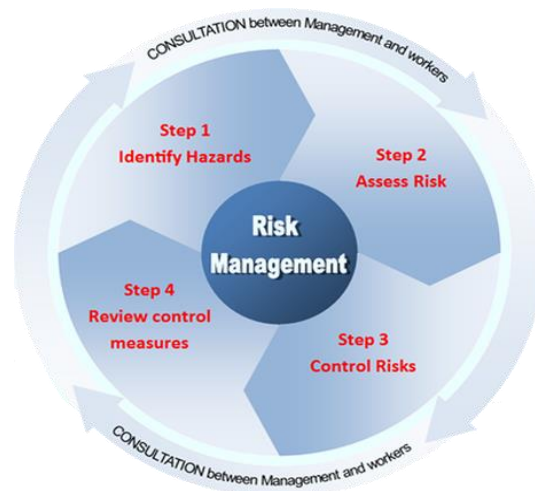 CONSULTATION between Management and workers
Step 1
Identify Hazards
Step 2
Assess Risk
Risk
Management
Step 4
Review control
measures
Step 3
Control Risks
CONSULTATION between Management and workers